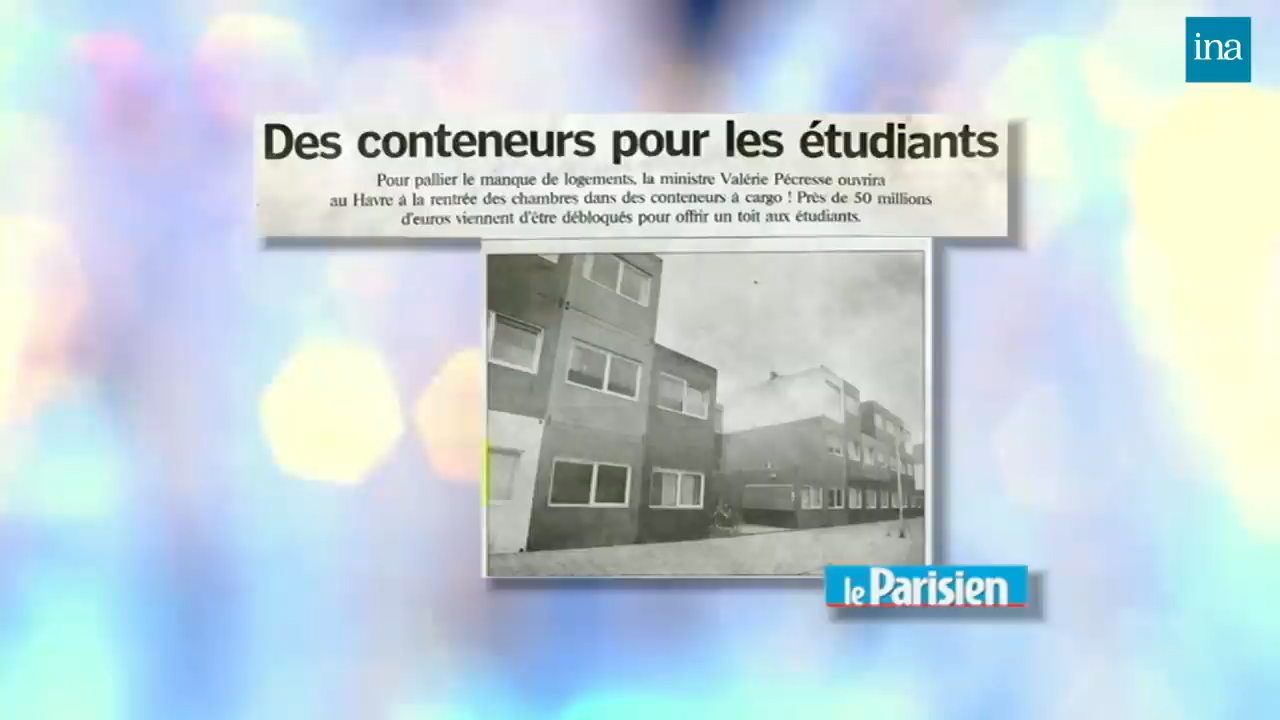 ina
Des conteneurs pour les étudiants
Pour pallier le manque de logements, la ministre Valérie Pécresse ouvrira
au Havre à la rentrée des chambres dans des conteneurs à cargo ! Près de 50 millions
d'euros viennent d'être débloqués pour offrir un toit aux étudiants.
le Parisien